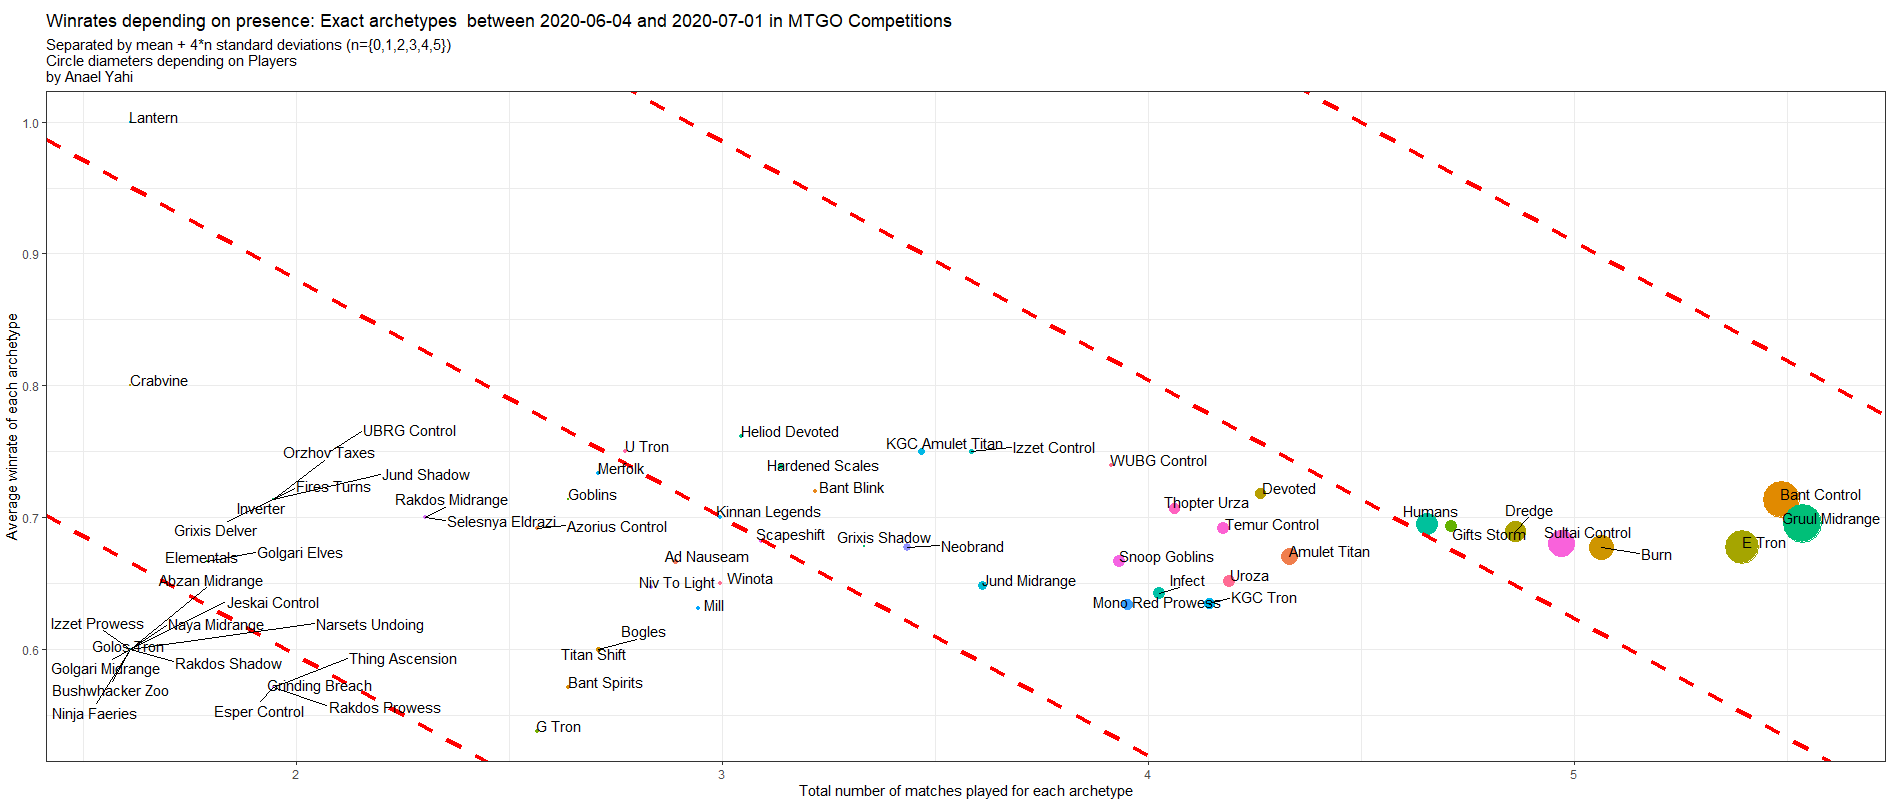 Winrates depending on presence: Exact archetypes  between 2020-06-04 and 2020-07-01 in MTGO Competitions
Separated by mean + 4*n standard deviations (n={0,1,2,3,4,5})
Circle diameters depending on Players
by Anael Yahi
Average winrate of each archetype
1.0
0.9
0.8
0.7
0.6
Lantern
Crabvine
UBRG Control
Orzhov Taxes
Jund Shadow
Fires Turns
Inverter
Grixis Delver
Rakdos Midrange
Selesnya Eldrazi
Azorius Control
Elementals
Golgari Elves
Abzan Midrange
Jeskai Control
Izzet Prowess
Naya Midrange
Narsets Undoing
Golos Tron
Golgari Midrange
Rakdos Shadow
Thing Ascension
Bushwhacker Zoo
Grinding Breach
Ninja Faeries
Esper Control
Rakdos Prowess
U Tron
Merfolk
Goblins
Heliod Devoted
Hardened Scales
Bant Blink
Kinnan Legends
Scapeshift
Ad Nauseam
Niv To Light
Winota
Mill
Bogles
Titan Shift
Bant Spirits
G Tron
KGC Amulet Titan
Izzet Control
Grixis Shadow
Neobrand
Jund Midrange
WUBG Control
Thopter Urza
Devoted
Temur Control
Snoop Goblins
Amulet Titan
Infect
Uroza
Mono Red Prowess
KGC Tron
Humans
Gifts Storm
Dredge
Sultai Control
Burn
Bant Control
Gruul Midrange
E Tron
2
3
4
5
Total number of matches played for each archetype